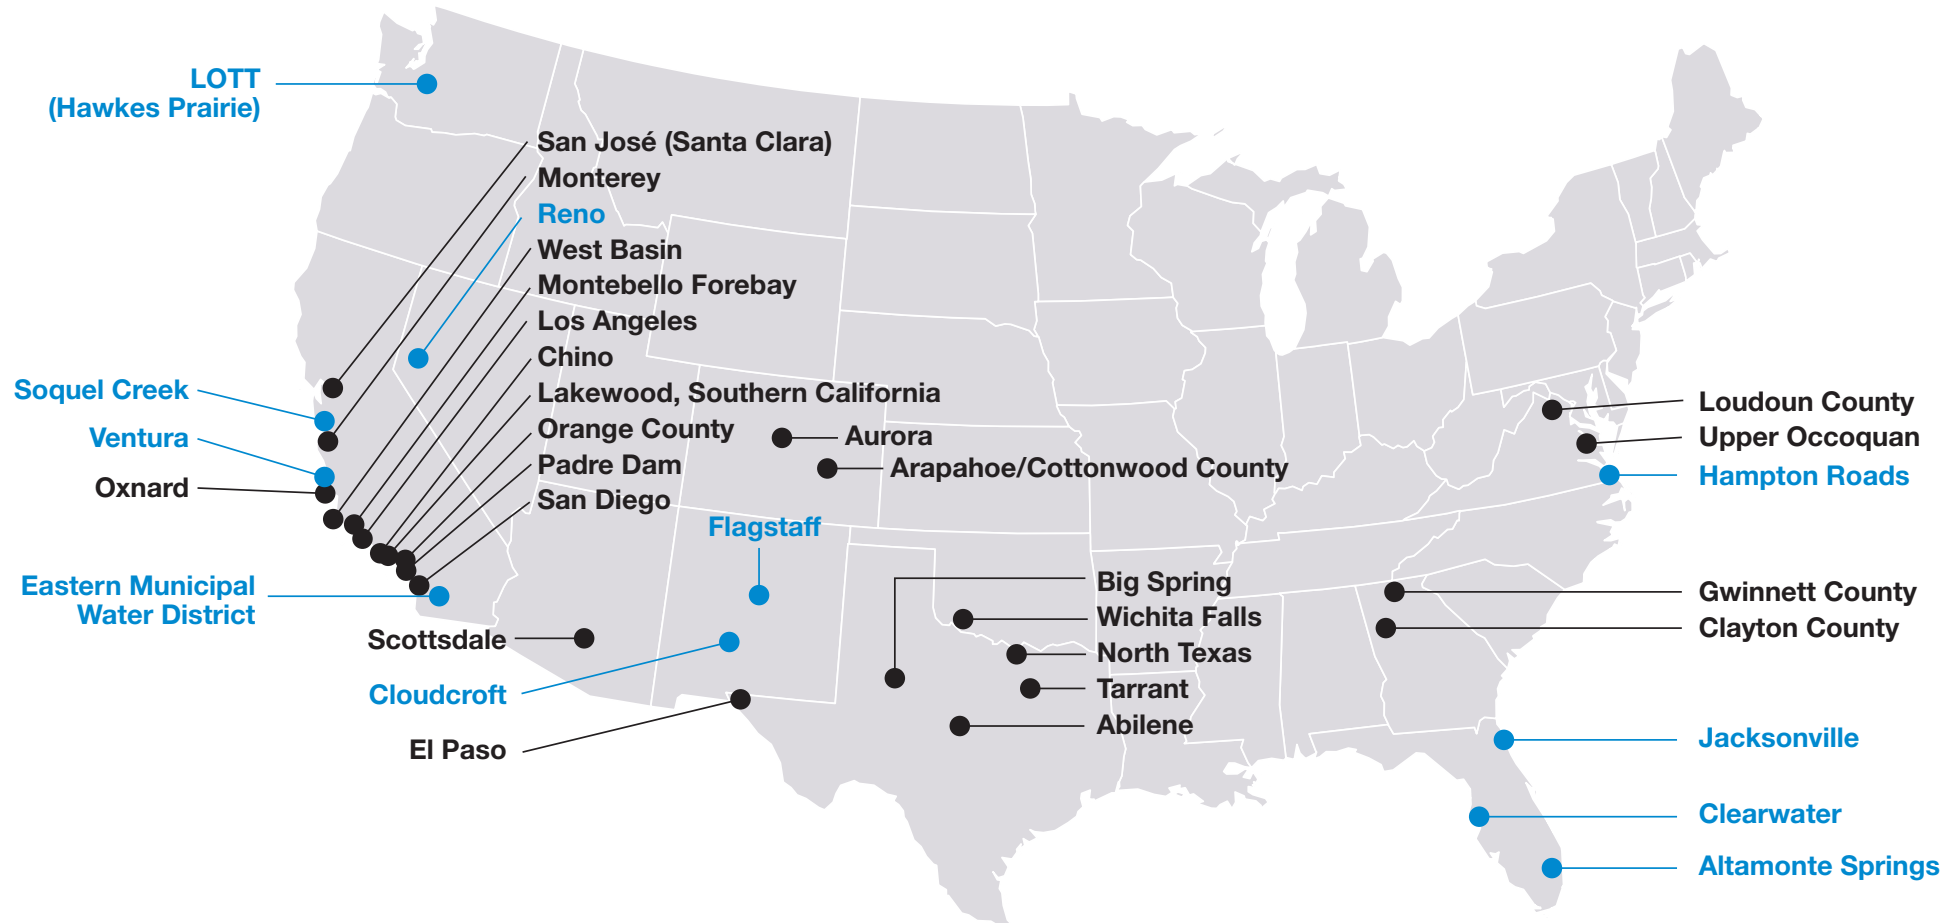 LOTT
(Hawkes Prairie)
San José (Santa Clara)
Monterey
Reno
West Basin
Montebello Forebay
Los Angeles
Chino
Lakewood, Southern California
Orange County
Padre Dam
San Diego
Soquel Creek
Ventura
Oxnard
Eastern Municipal
Water District
Aurora
Arapahoe/Cottonwood County
Flagstaff
Scottsdale
Cloudcroft
El Paso
Big Spring
Wichita Falls
North Texas
Tarrant
Abilene
Loudoun County
Upper Occoquan
Hampton Roads
Gwinnett County
Clayton County
Jacksonville
Clearwater
Altamonte Springs